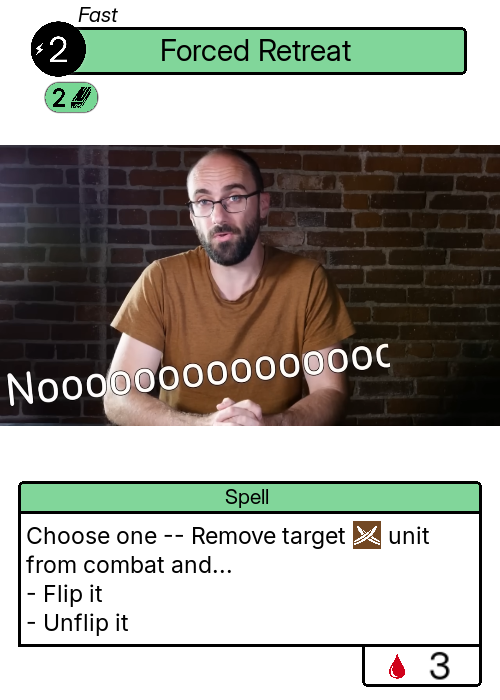 Fast
2
Forced Retreat
2
Nooooooooooooooo
Spell
Choose one -- Remove target unit
from combat and...
- Flip it
- Unflip it
3